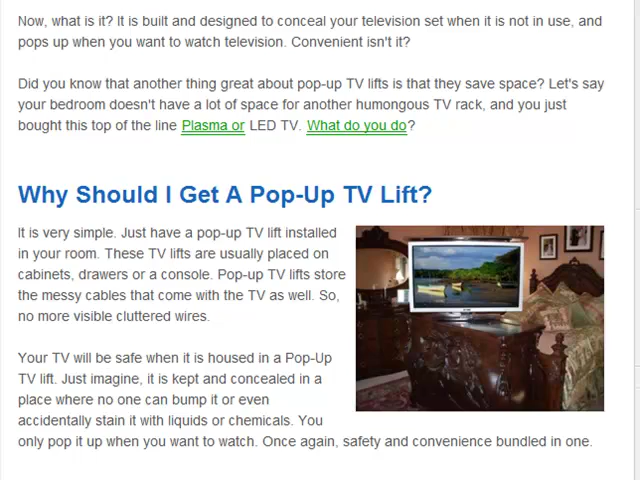 Now, what is it? It is built and designed to conceal your television set when it is not in use, and
pops up when you want to watch television. Convenient isn't it?
Did you know that another thing great about pop-up TV lifts is that they save space? Let's say
your bedroom doesn't have a lot of space for another humongous TV rack, and you just
bought this top of the line Plasma or LED TV. What do you do?
Why Should I Get A Pop-Up TV Lift?
It is very simple. Just have a pop-up TV lift installed
in your room. These TV lifts are usually placed on
cabinets, drawers or a console. Pop-up TV lifts store
the messy cables that come with the TV as well. So,
no more visible cluttered wires.
Your TV will be safe when it is housed in a Pop-Up
TV lift. Just imagine, it is kept and concealed in a
place where no one can bump it or even
accidentally stain it with liquids or chemicals. You
only pop it up when you want to watch. Once again, safety and convenience bundled in one.